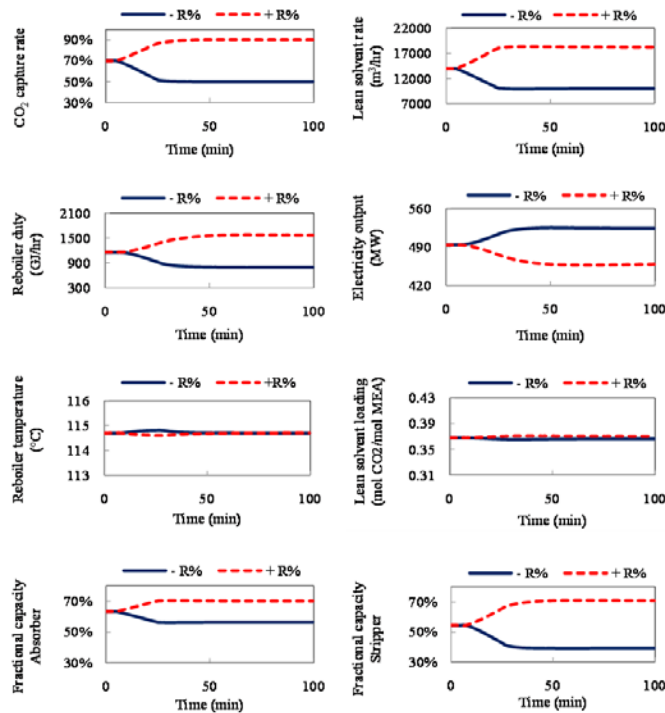 - R%
+ R%
CO₂ capture rate
90%
70%
50%
30%
0
50
100
Time (min)
- R%
+ R%
Lean solvent rate
(m³/hr)
22000
17000
12000
7000
0
50
100
Time (min)
- R%
+ R%
Reboiler duty
(GJ/hr)
2100
1500
900
300
0
50
100
Time (min)
- R%
+ R%
Electricity output
(MW)
560
490
420
0
50
100
Time (min)
- R%
+R%
Reboiler temperature
(°C)
116
115
114
113
0
50
100
Time (min)
- R%
+ R%
Lean solvent loading
(mol CO2/mol MEA)
0.43
0.39
0.35
0.31
0
50
100
Time (min)
- R%
+ R%
Fractional capacity
Absorber
70%
50%
30%
0
50
100
Time (min)
- R%
+ R%
Fractional capacity
Stripper
70%
50%
30%
0
50
100
Time (min)